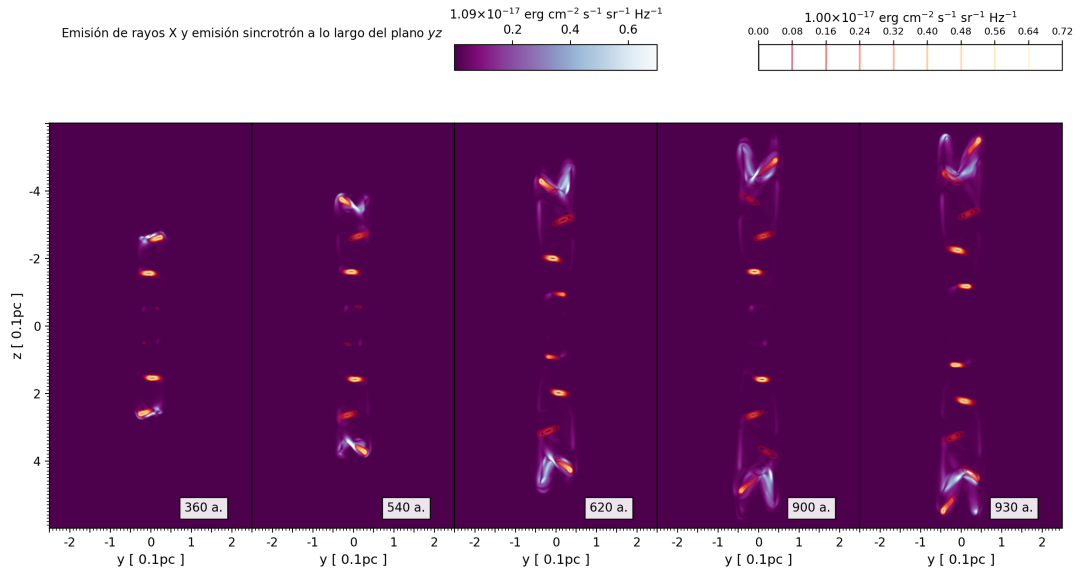 Emisión de rayos X y emisión sincrotrón a lo largo del plano yz
1.09×10⁻¹⁷ erg cm⁻² s⁻¹ sr⁻¹ Hz⁻¹
0.2 0.4 0.6
1.00×10⁻¹⁷ erg cm⁻² s⁻¹ sr⁻¹ Hz⁻¹
0.00 0.08 0.16 0.24 0.32 0.40 0.48 0.56 0.64 0.72
z [ 0.1pc ]
-4
-2
0
2
4
360 a. 540 a. 620 a. 900 a. 930 a.
-2 -1 0 1 2 -2 -1 0 1 2 -2 -1 0 1 2 -2 -1 0 1 2 -2 -1 0 1 2
y [ 0.1pc ] y [ 0.1pc ] y [ 0.1pc ] y [ 0.1pc ] y [ 0.1pc ]